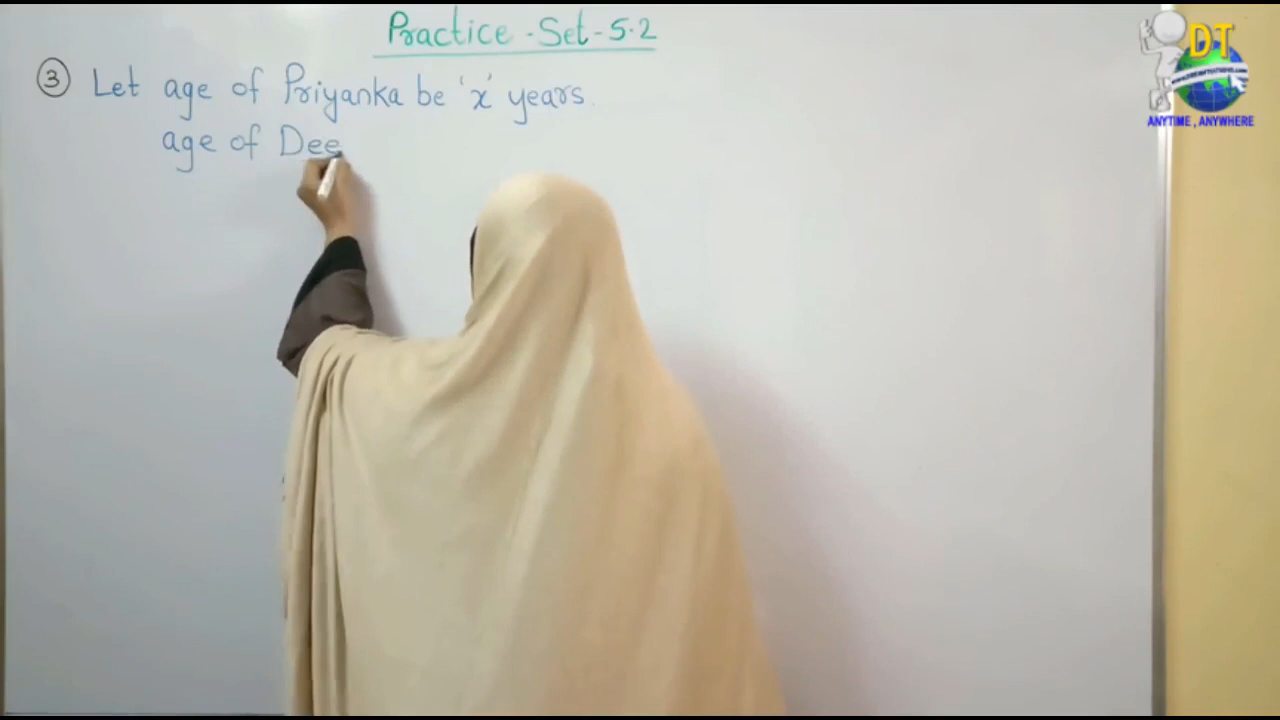 Practice - Set - 5.2
③ Let age of Priyanka be 'x' years.
age of Dee
DT
ANYTIME , ANYWHERE